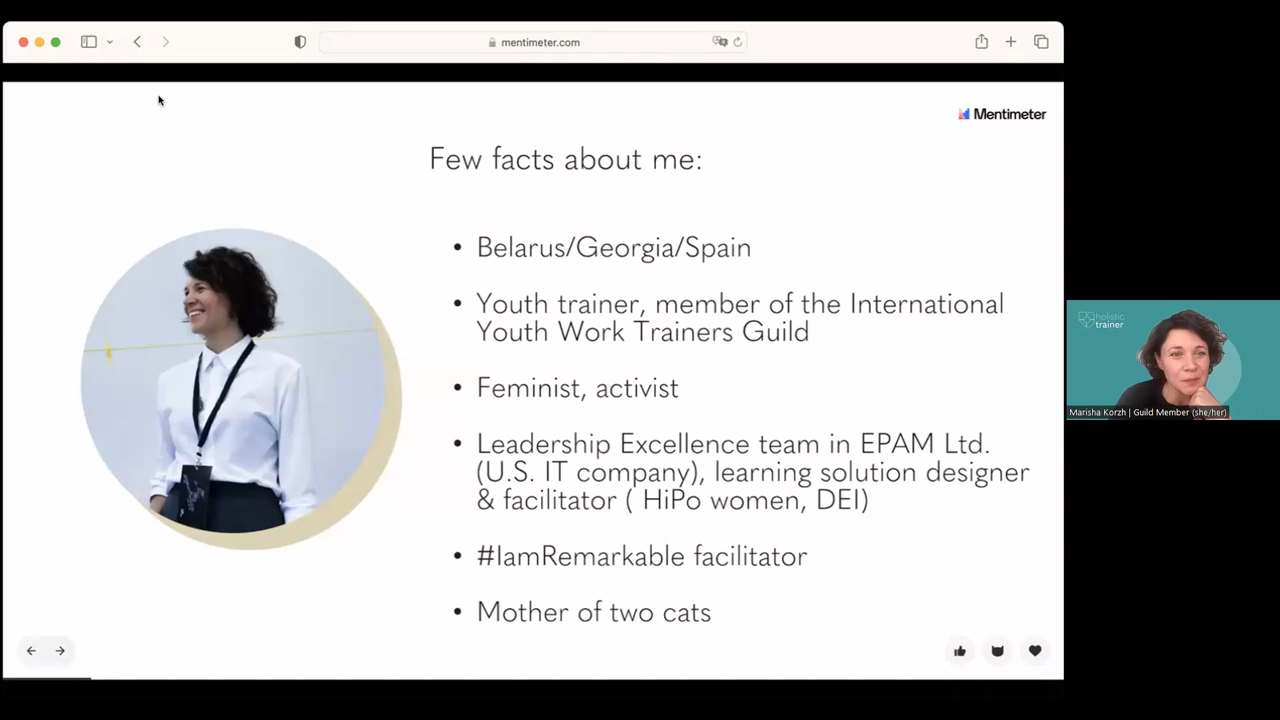 mentimeter.com
Mentimeter
Few facts about me:
• Belarus/Georgia/Spain
• Youth trainer, member of the International
Youth Work Trainers Guild
• Feminist, activist
• Leadership Excellence team in EPAM Ltd.
(U.S. IT company), learning solution designer
& facilitator ( HiPo women, DEI)
• #IamRemarkable facilitator
• Mother of two cats
holistic
trainer
Marisha Korzh | Guild Member (she/her)